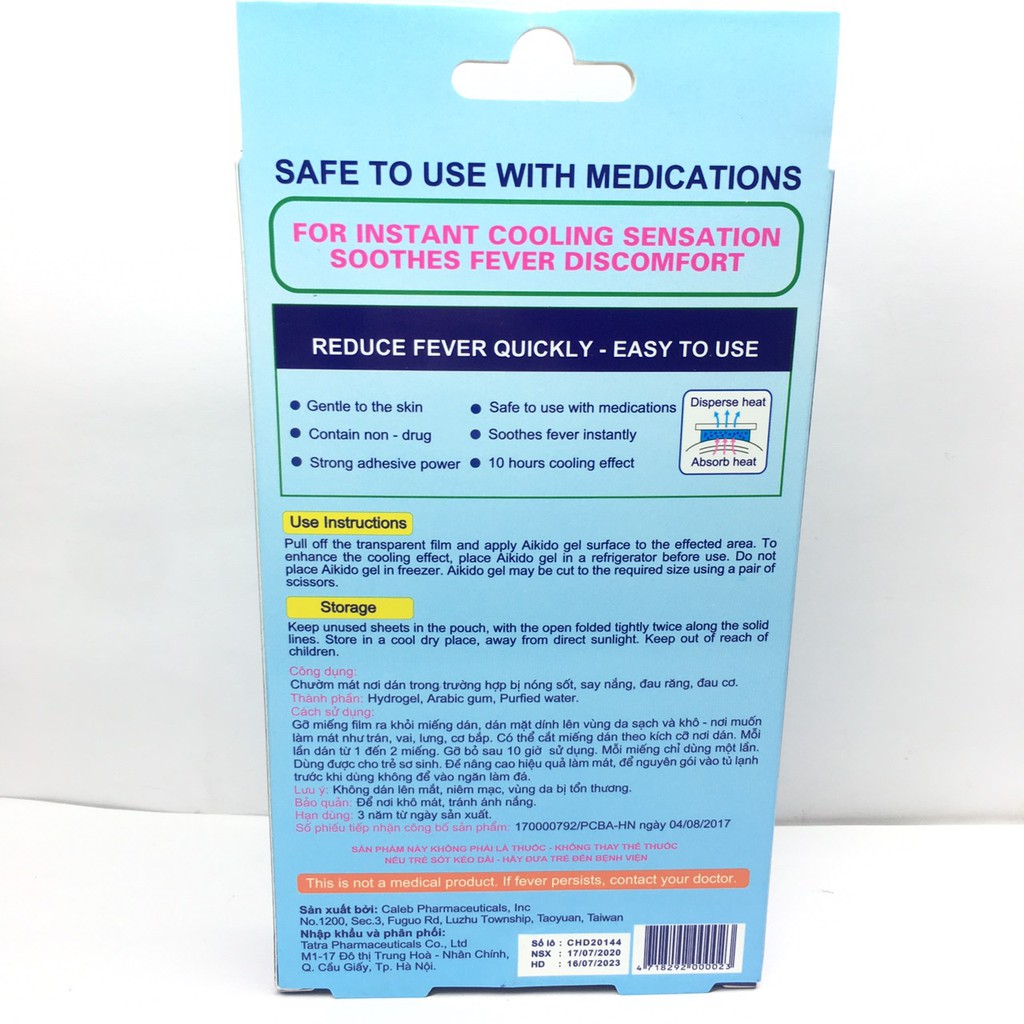 SAFE TO USE WITH MEDICATIONS
FOR INSTANT COOLING SENSATION
SOOTHES FEVER DISCOMFORT
REDUCE FEVER QUICKLY - EASY TO USE
Gentle to the skin
Contain non - drug
Strong adhesive power
Safe to use with medications
Soothes fever instantly
10 hours cooling effect
Disperse heat
Absorb heat
Use Instructions
Pull off the transparent film and apply Aikido gel surface to the effected area. To
enhance the cooling effect, place Aikido gel in a refrigerator before use. Do not
place Aikido gel in freezer. Aikido gel may be cut to the required size using a pair of
scissors.
Storage
Keep unused sheets in the pouch, with the open folded tightly twice along the solid
lines. Store in a cool dry place, away from direct sunlight. Keep out of reach of
children.
Công dụng:
Chườm mát nơi dán trong trường hợp bị nóng sốt, say nắng, đau răng, đau cơ.
Thành phần: Hydrogel, Arabic gum, Purfied water.
Cách sử dụng:
Gỡ miếng film ra khỏi miếng dán, dán mặt dính lên vùng da sạch và khô - nơi muốn
làm mát như trán, vai, lưng, cơ bắp. Có thể cắt miếng dán theo kích cỡ nơi dán. Mỗi
lần dán từ 1 đến 2 miếng. Gỡ bỏ sau 10 giờ sử dụng. Mỗi miếng chỉ dùng một lần.
Dùng được cho trẻ sơ sinh. Để nâng cao hiệu quả làm mát, để nguyên gói vào tủ lạnh
trước khi dùng không để vào ngăn làm đá.
Lưu ý: Không dán lên mắt, niêm mạc, vùng da bị tổn thương.
Bảo quản: Để nơi khô mát, tránh ánh nắng.
Hạn dùng: 3 năm từ ngày sản xuất.
Số phiếu tiếp nhận công bố sản phẩm: 170000792/PCBA-HN ngày 04/08/2017
SẢN PHẨM NÀY KHÔNG PHẢI LÀ THUỐC - KHÔNG THAY THẾ THUỐC
NẾU TRẺ SỐT KÉO DÀI - HÃY ĐƯA TRẺ ĐẾN BỆNH VIỆN
This is not a medical product. If fever persists, contact your doctor.
Sản xuất bởi: Caleb Pharmaceuticals, Inc
No.1200, Sec.3, Fuguo Rd, Luzhu Township, Taoyuan, Taiwan
Nhập khẩu và phân phối:
Tatra Pharmaceuticals Co., Ltd
M1-17 Đô thị Trung Hoà - Nhân Chính,
Q. Cầu Giấy, Tp. Hà Nội.
Số lô : CHD20144
NSX : 17/07/2020
HD : 16/07/2023
4 718292 000023